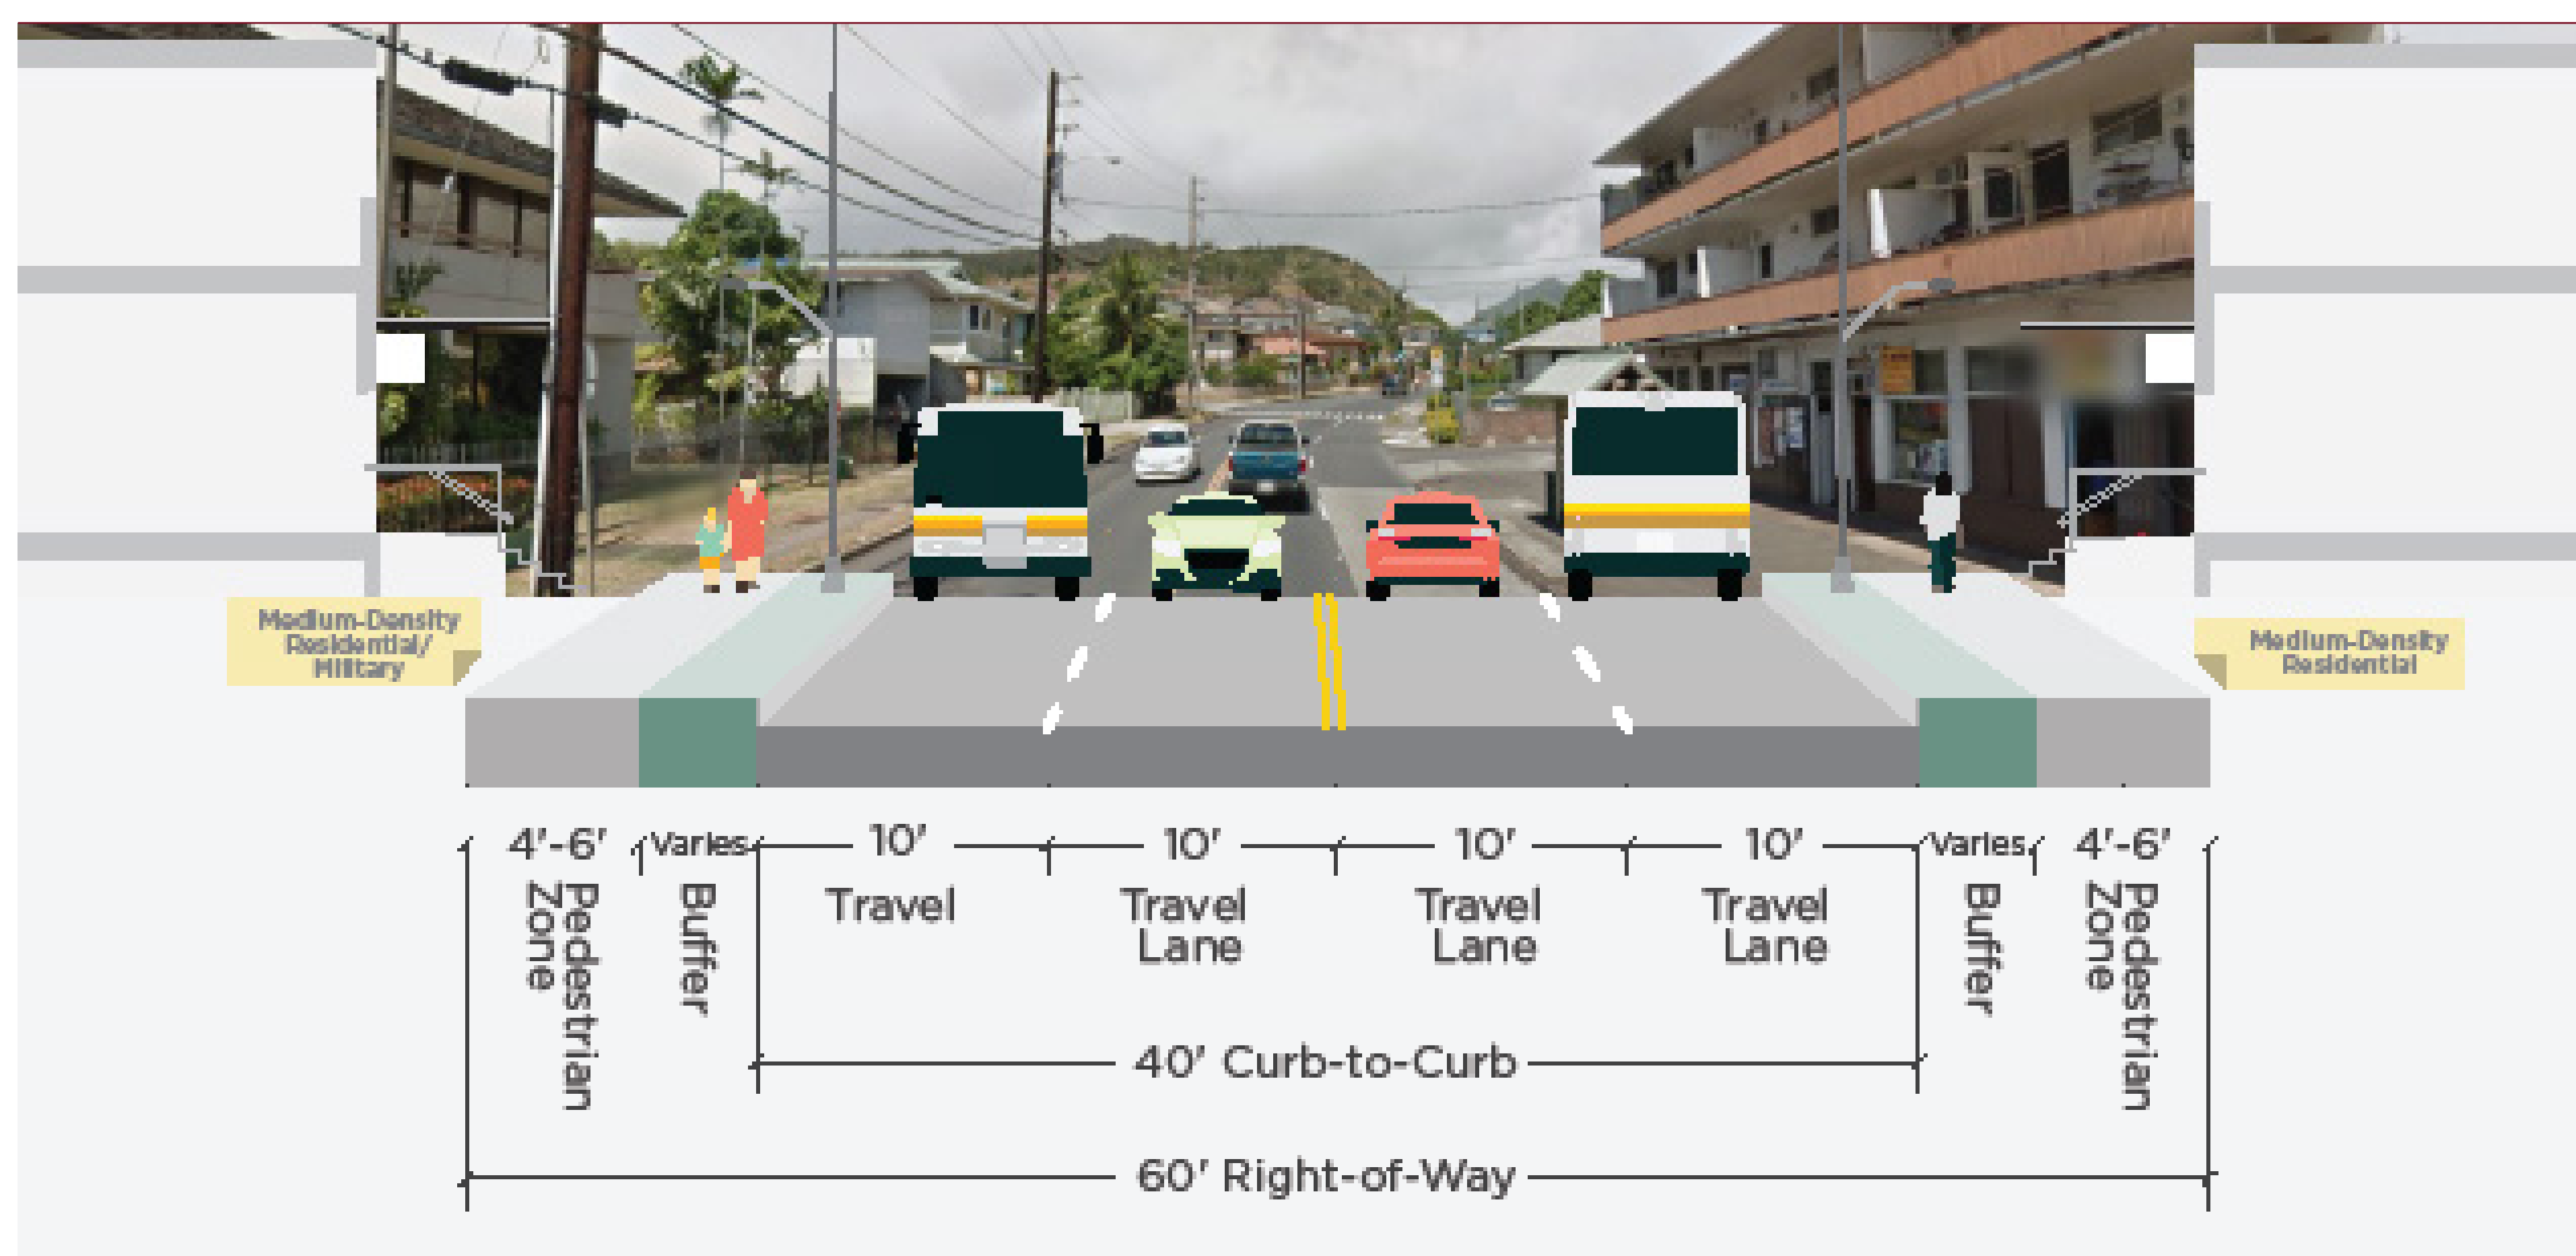 Medium-Density
Residential/
Military
Medium-Density
Residential
4'-6'
Varies
10'
10'
10'
10'
Varies
4'-6'
Pedestrian
Zone
Buffer
Travel
Travel
Lane
Travel
Lane
Travel
Lane
Buffer
Pedestrian
Zone
40' Curb-to-Curb
60' Right-of-Way